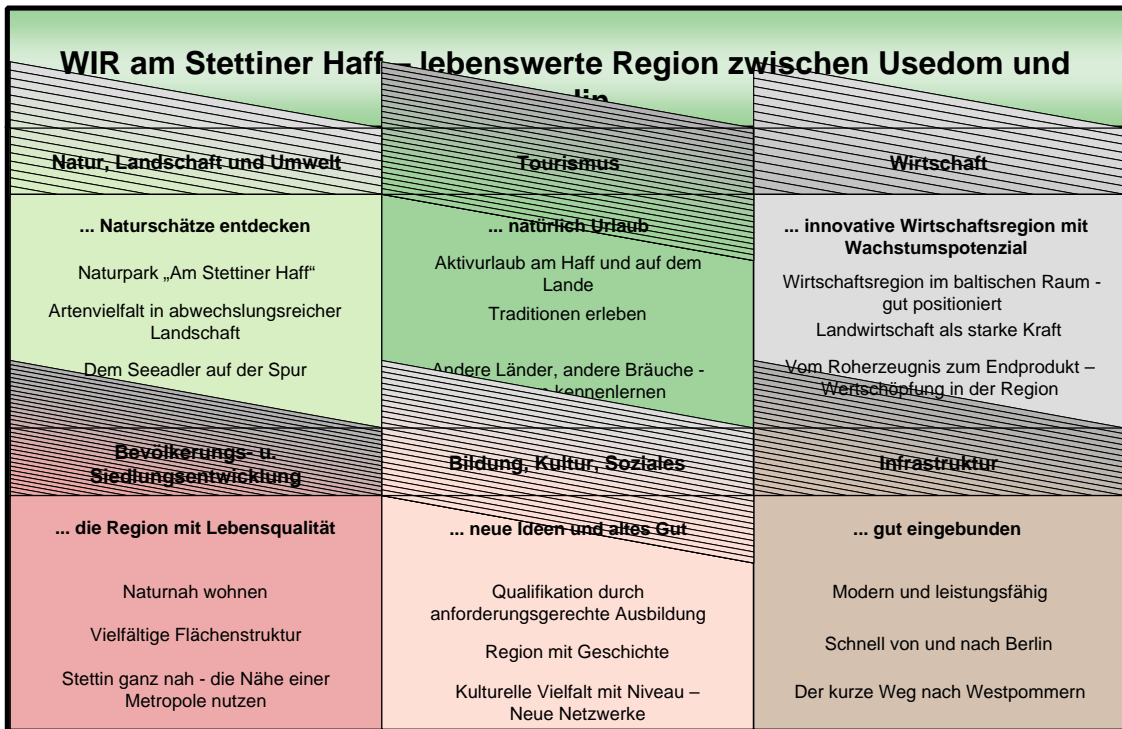 WIR am Stettiner Haff – lebenswerte Region zwischen Usedom und
Natur, Landschaft und Umwelt
Tourismus
Wirtschaft
... Naturschätze entdecken
Naturpark „Am Stettiner Haff“
Artenvielfalt in abwechslungsreicher
Landschaft
Dem Seeadler auf der Spur
... natürlich Urlaub
Aktivurlaub am Haff und auf dem
Lande
Traditionen erleben
Andere Länder, andere Bräuche -
kennenlernen
... innovative Wirtschaftsregion mit
Wachstumspotenzial
Wirtschaftsregion im baltischen Raum -
gut positioniert
Landwirtschaft als starke Kraft
Vom Roherzeugnis zum Endprodukt –
Wertschöpfung in der Region
Bevölkerungs- u.
Siedlungsentwicklung
Bildung, Kultur, Soziales
Infrastruktur
... die Region mit Lebensqualität
Naturnah wohnen
Vielfältige Flächenstruktur
Stettin ganz nah - die Nähe einer
Metropole nutzen
... neue Ideen und altes Gut
Qualifikation durch
anforderungsgerechte Ausbildung
Region mit Geschichte
Kulturelle Vielfalt mit Niveau –
Neue Netzwerke
... gut eingebunden
Modern und leistungsfähig
Schnell von und nach Berlin
Der kurze Weg nach Westpommern